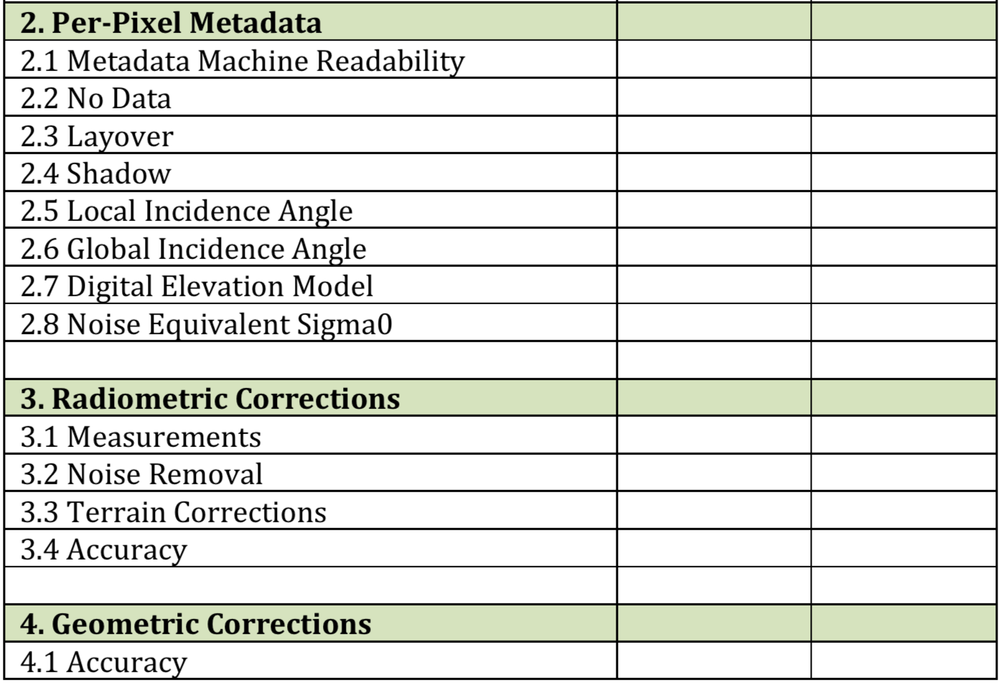 2. Per-Pixel Metadata
2.1 Metadata Machine Readability
2.2 No Data
2.3 Layover
2.4 Shadow
2.5 Local Incidence Angle
2.6 Global Incidence Angle
2.7 Digital Elevation Model
2.8 Noise Equivalent Sigma0
3. Radiometric Corrections
3.1 Measurements
3.2 Noise Removal
3.3 Terrain Corrections
3.4 Accuracy
4. Geometric Corrections
4.1 Accuracy